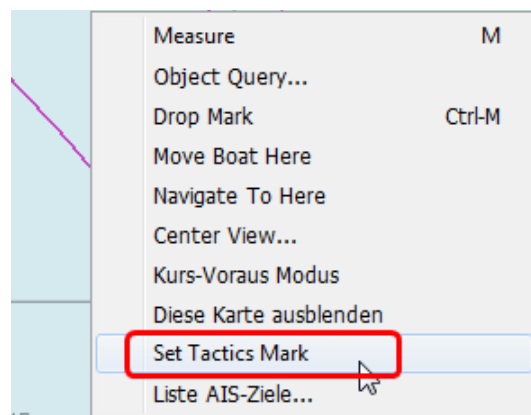 Measure M
Object Query...
Drop Mark Ctrl-M
Move Boat Here
Navigate To Here
Center View...
Kurs-Voraus Modus
Diese Karte ausblenden
Set Tactics Mark
Liste AIS-Ziele...